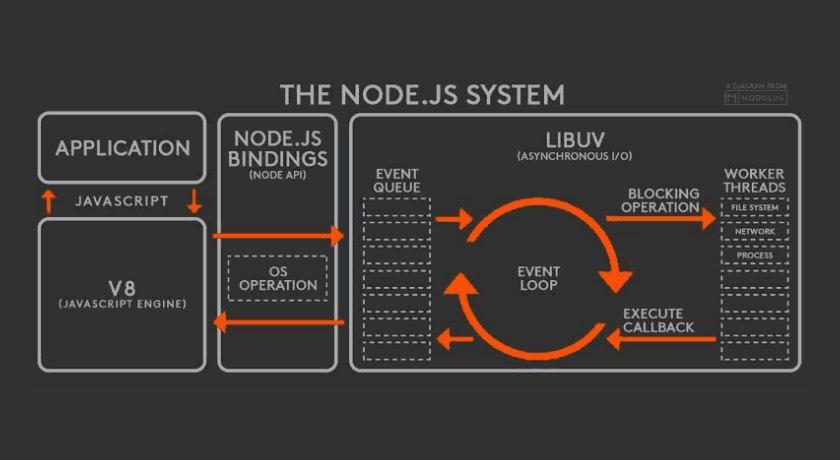 THE NODE.JS SYSTEM
A DIAGRAM FROM
MODULUS
APPLICATION
JAVASCRIPT
V8
(JAVASCRIPT ENGINE)
NODE.JS
BINDINGS
(NODE API)
OS
OPERATION
LIBUV
(ASYNCHRONOUS I/O)
EVENT
QUEUE
EVENT
LOOP
BLOCKING
OPERATION
EXECUTE
CALLBACK
WORKER
THREADS
FILE SYSTEM
NETWORK
PROCESS